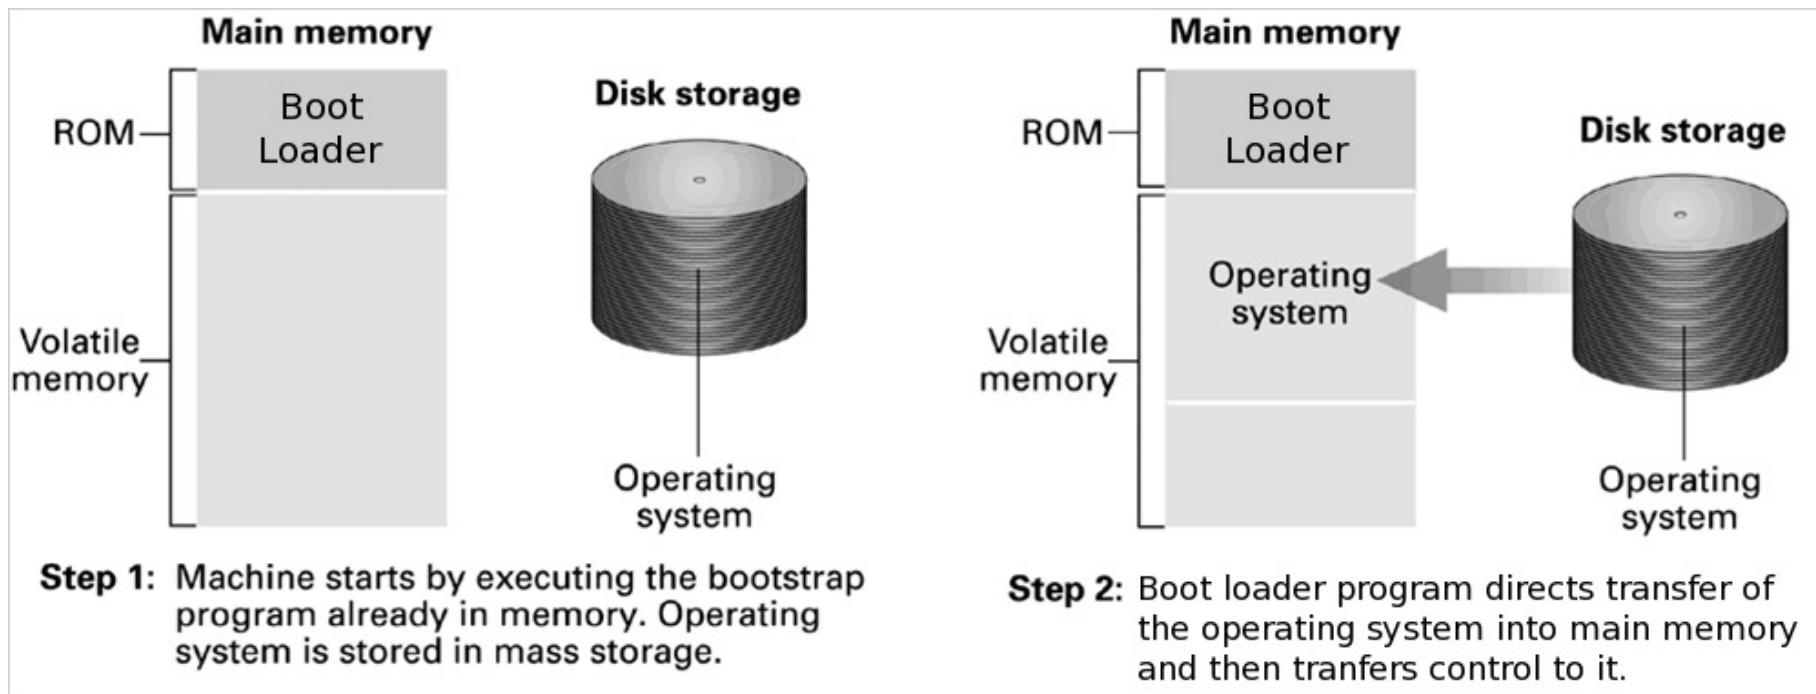 Main memory
Disk storage
ROM
Boot
Loader
Volatile
memory
Operating
system
Step 1: Machine starts by executing the bootstrap
program already in memory. Operating
system is stored in mass storage.
Main memory
Disk storage
ROM
Boot
Loader
Operating
system
Volatile
memory
Operating
system
Step 2: Boot loader program directs transfer of
the operating system into main memory
and then tranfers control to it.